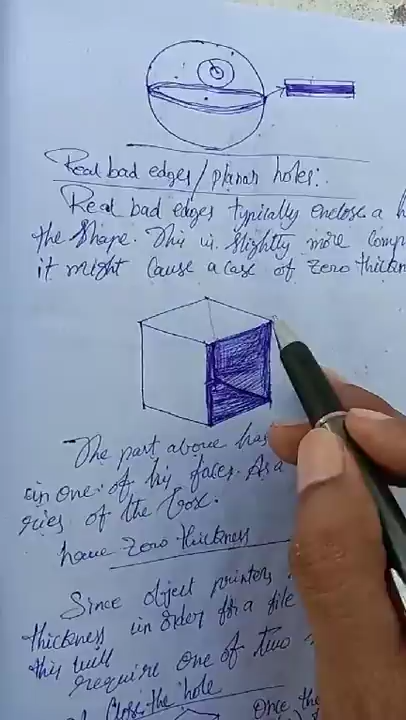 Real bad edges / planar holes:
Real bad edges typically enclose a
the shape. This is slightly more
it might cause a case of zero
The part above has
in one of his faces. As a
of the box.
have zero thickness
Since object printers
thickness in order for a file
this will require one of two
Close the hole
Once the